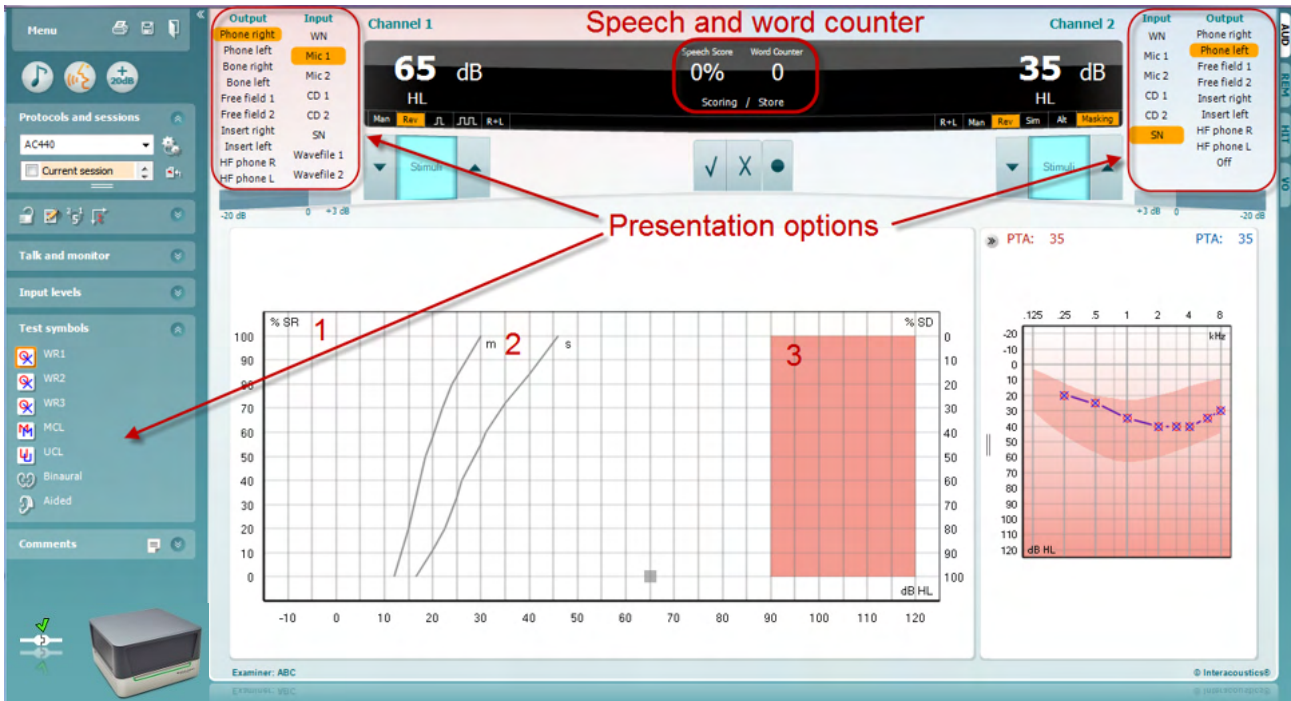 Menu
+
20dB
Protocols and sessions
AC440
Current session
Talk and monitor
Input levels
Test symbols
WR1
WR2
WR3
MCL
UCL
Binaural
Aided
Comments
Output Input
Phone right WN
Phone left Mic 1
Bone right Mic 2
Bone left CD 1
Free field 1 CD 2
Free field 2 SN
Insert right Wavefile 1
Insert left Wavefile 2
HF phone R
HF phone L
Channel 1
Speech and word counter
Channel 2
65 dB
HL
Man Rev R+L
Speech Score Word Counter
0% 0
Scoring / Store
35 dB
HL
R+L Man Rev Sim Alt Masking
Input Output
WN Phone right
Mic 1 Phone left
Mic 2 Free field 1
CD 1 Free field 2
CD 2 Insert right
SN Insert left
HF phone R
HF phone L
Off
AUD
REM
HIT
VO
Stimuli
Stimuli
-20 dB 0 +3 dB
+3 dB 0 -20 dB
Presentation options
PTA: 35 PTA: 35
% SR 1 m 2 s 3 % SD
100 90 80 70 60 50 40 30 20 10 0
0 10 20 30 40 50 60 70 80 90 100
dB HL
-10 0 10 20 30 40 50 60 70 80 90 100 110 120
.125 .25 .5 1 2 4 8
kHz
-20 -10 0 10 20 30 40 50 60 70 80 90 100 110 120
dB HL
Examiner: ABC
© Interacoustics®